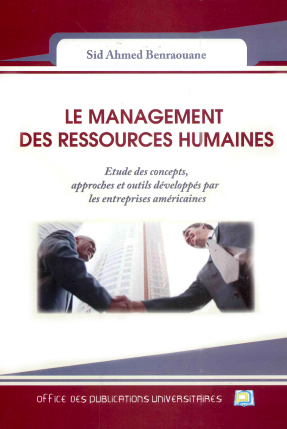 Sid Ahmed Benraouane
LE MANAGEMENT
DES RESSOURCES HUMAINES
Etude des concepts,
approches et outils développés par
les entreprises américaines
OFFICE DES PUBLICATIONS UNIVERSITAIRES